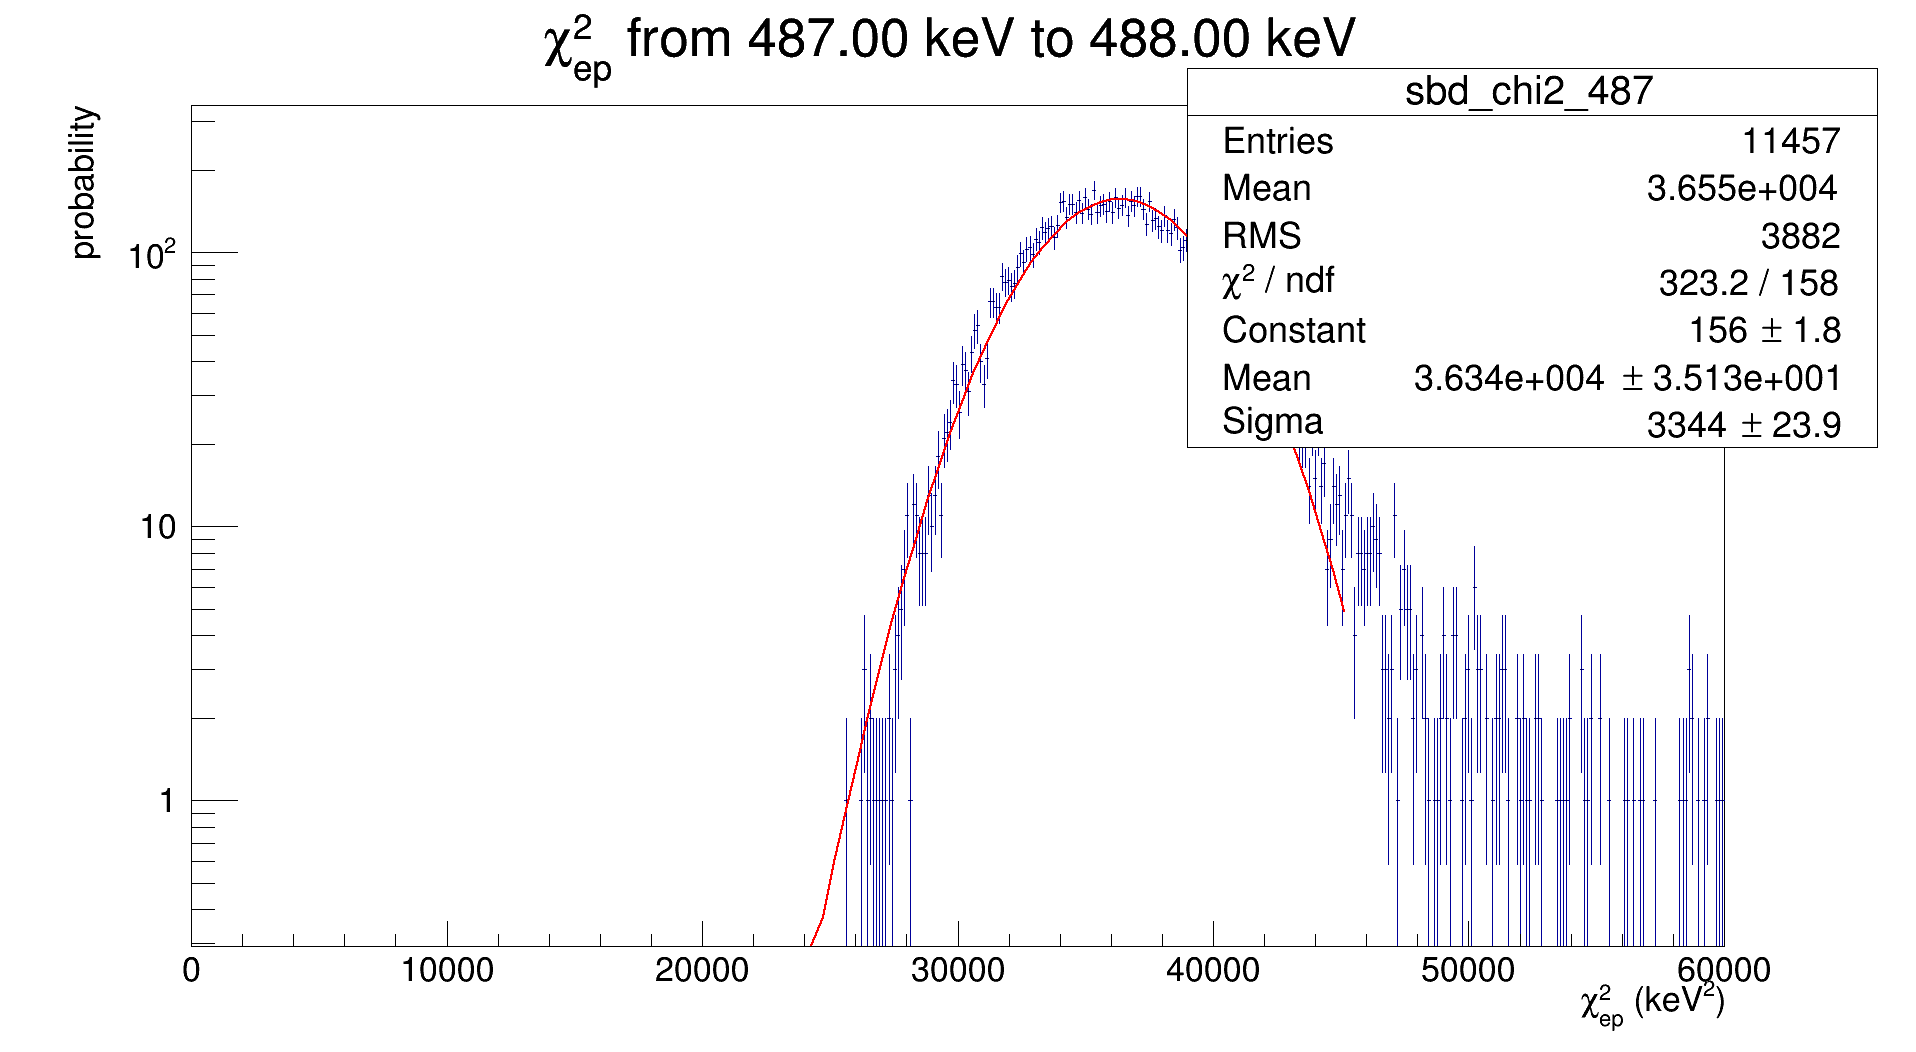 χ²ep from 487.00 keV to 488.00 keV
sbd_chi2_487
Entries 11457
Mean 3.655e+004
RMS 3882
χ² / ndf 323.2 / 158
Constant 156 ± 1.8
Mean 3.634e+004 ± 3.513e+001
Sigma 3344 ± 23.9
probability
10²
10
1
0 10000 20000 30000 40000 50000 60000
χ²ep (keV²)